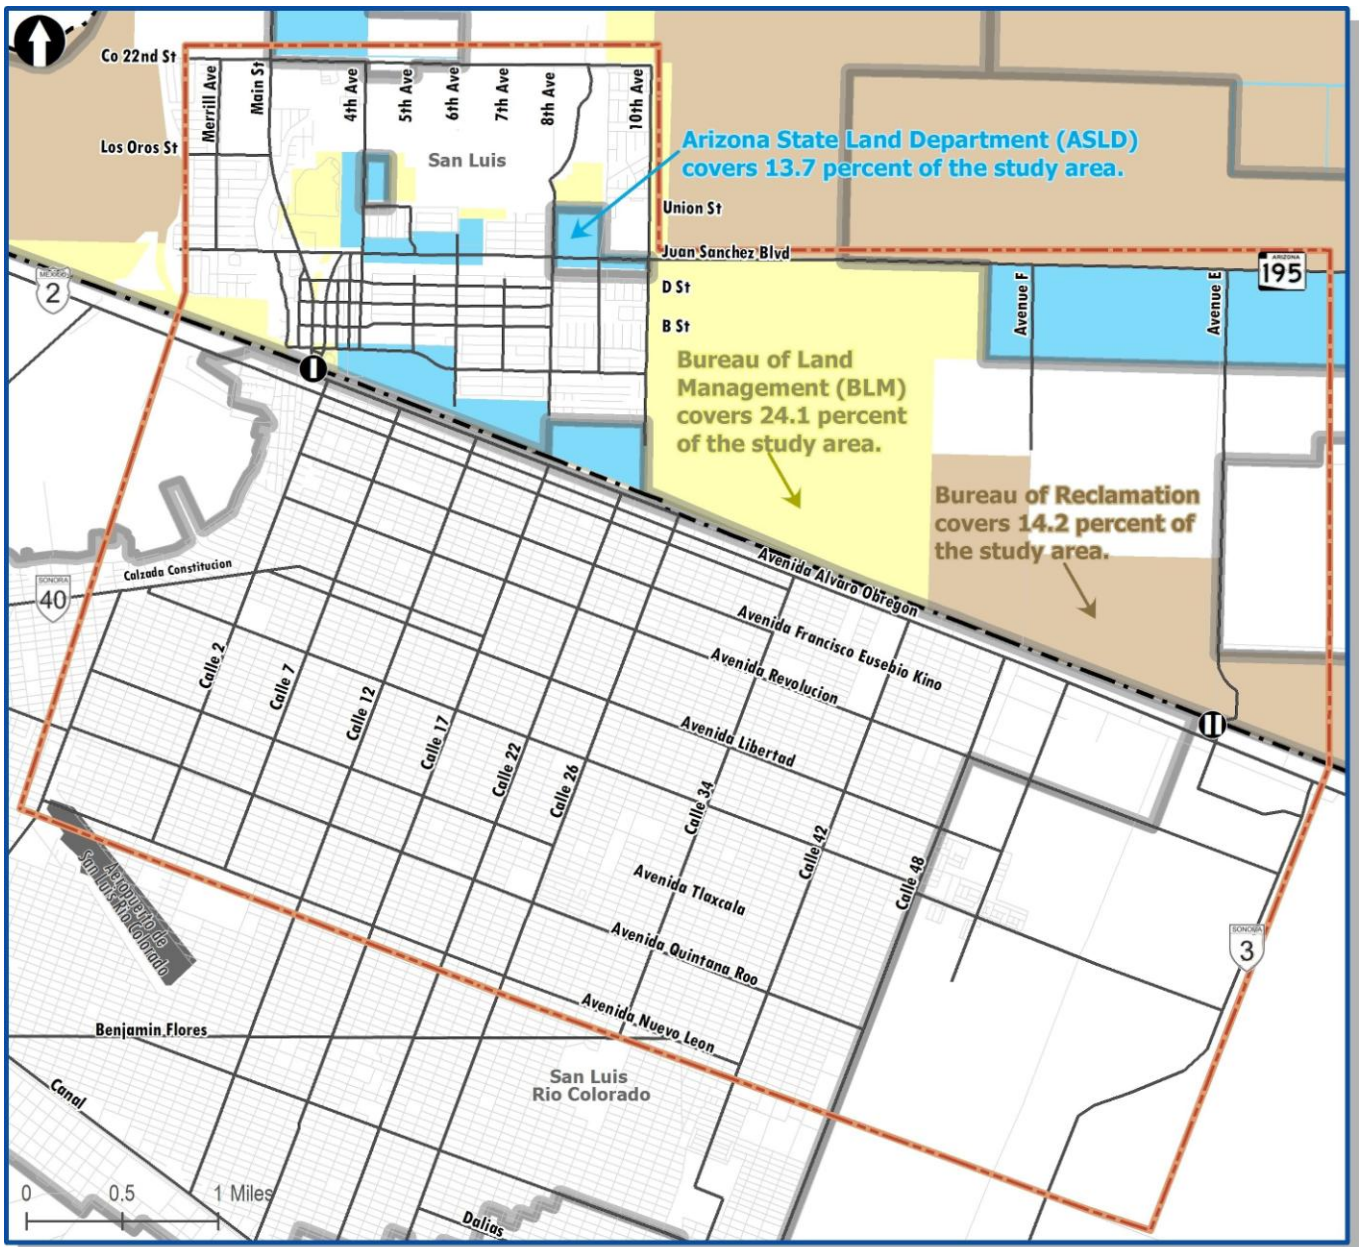 Co 22nd St
Merrill Ave
Main St
4th Ave
5th Ave
6th Ave
7th Ave
8th Ave
10th Ave
Los Oros St
San Luis
Arizona State Land Department (ASLD)
covers 13.7 percent of the study area.
Union St
Juan Sanchez Blvd
ARIZONA
195
MEXICO
2
D St
B St
Avenue F
Avenue E
I
Bureau of Land
Management (BLM)
covers 24.1 percent
of the study area.
Bureau of Reclamation
covers 14.2 percent of
the study area.
Calzada Constitucion
SONORA
40
Avenida Alvaro Obregon
Avenida Francisco Eusebio Kino
Avenida Revolucion
Avenida Libertad
II
Calle 2
Calle 7
Calle 12
Calle 17
Calle 22
Calle 26
Calle 34
Calle 42
Calle 48
Avenida Tlaxcala
Avenida Quintana Roo
Avenida Nuevo Leon
Aeropuerto de
San Luis Rio Colorado
SONORA
3
Benjamin Flores
San Luis
Rio Colorado
Canal
Dalias
0 0.5 1 Miles